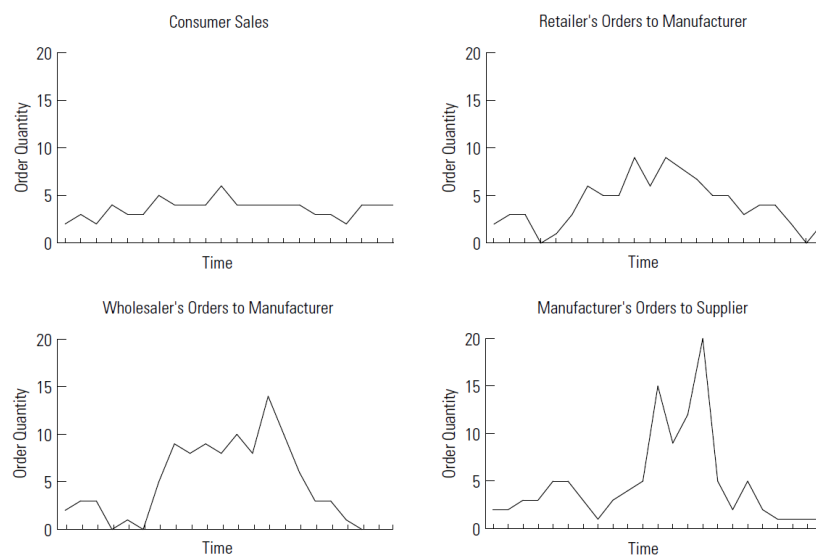 Consumer Sales
20
15
10
5
0
Order Quantity
Time
Retailer's Orders to Manufacturer
20
15
10
5
0
Order Quantity
Time
Wholesaler's Orders to Manufacturer
20
15
10
5
0
Order Quantity
Time
Manufacturer's Orders to Supplier
20
15
10
5
0
Order Quantity
Time